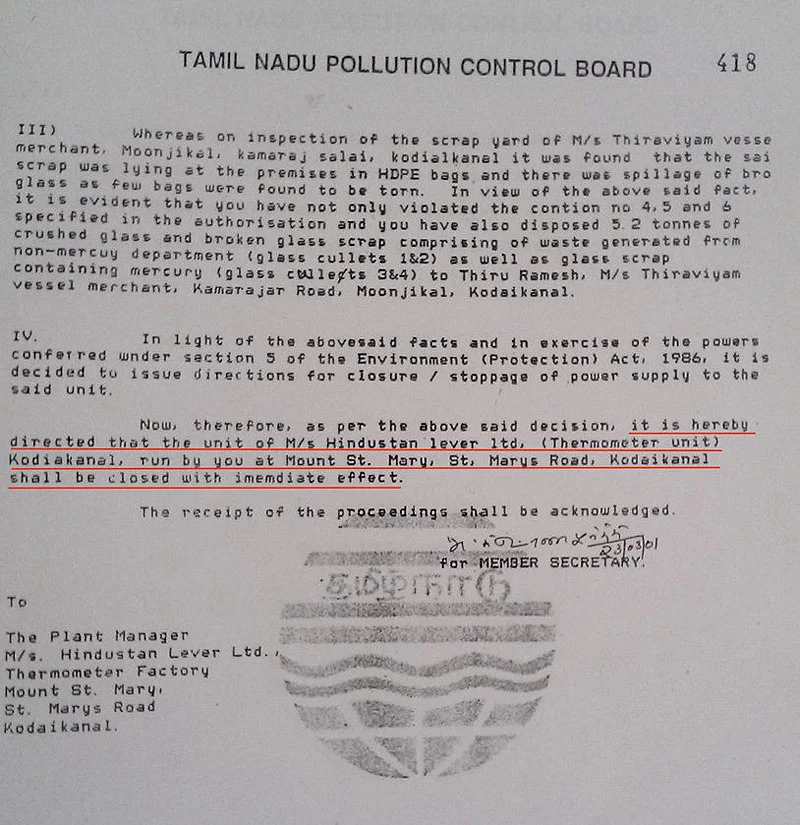 TAMIL NADU POLLUTION CONTROL BOARD 418
III) Whereas on inspection of the scrap yard of M/s Thiraviyam vesse
merchant, Moonjikal, kamaraj salai, kodialkanal it was found that the sai
scrap was lying at the premises in HDPE bags and there was spillage of bro
glass as few bags were found to be torn. In view of the above said fact,
it is evident that you have not only violated the contion no 4,5 and 6
specified in the authorisation and you have also disposed 5.2 tonnes of
crushed glass and broken glass scrap comprising of waste generated from
non-mercuy department (glass cullets 1&2) as well as glass scrap
containing mercury (glass cullets 3&4) to Thiru Ramesh, M/s Thiraviyam
vessel merchant, Kamarajar Road, Moonjikal, Kodaikanal.
IV. In light of the abovesaid facts and in exercise of the powers
conferred under section 5 of the Environment (Protection) Act, 1986, it is
decided to issue directions for closure / stoppage of power supply to the
said unit.
Now, therefore, as per the above said decision, it is hereby
directed that the unit of M/s Hindustan lever ltd, (Thermometer unit)
Kodiakanal, run by you at Mount St. Mary, St, Marys Road, Kodaikanal
shall be closed with imemdiate effect.
The receipt of the proceedings shall be acknowledged.
23/03/01
for MEMBER SECRETARY.
தமிழ்நாடு
To
The Plant Manager
M/s. Hindustan Lever Ltd.,
Thermometer Factory
Mount St. Mary,
St. Marys Road
Kodaikanal.